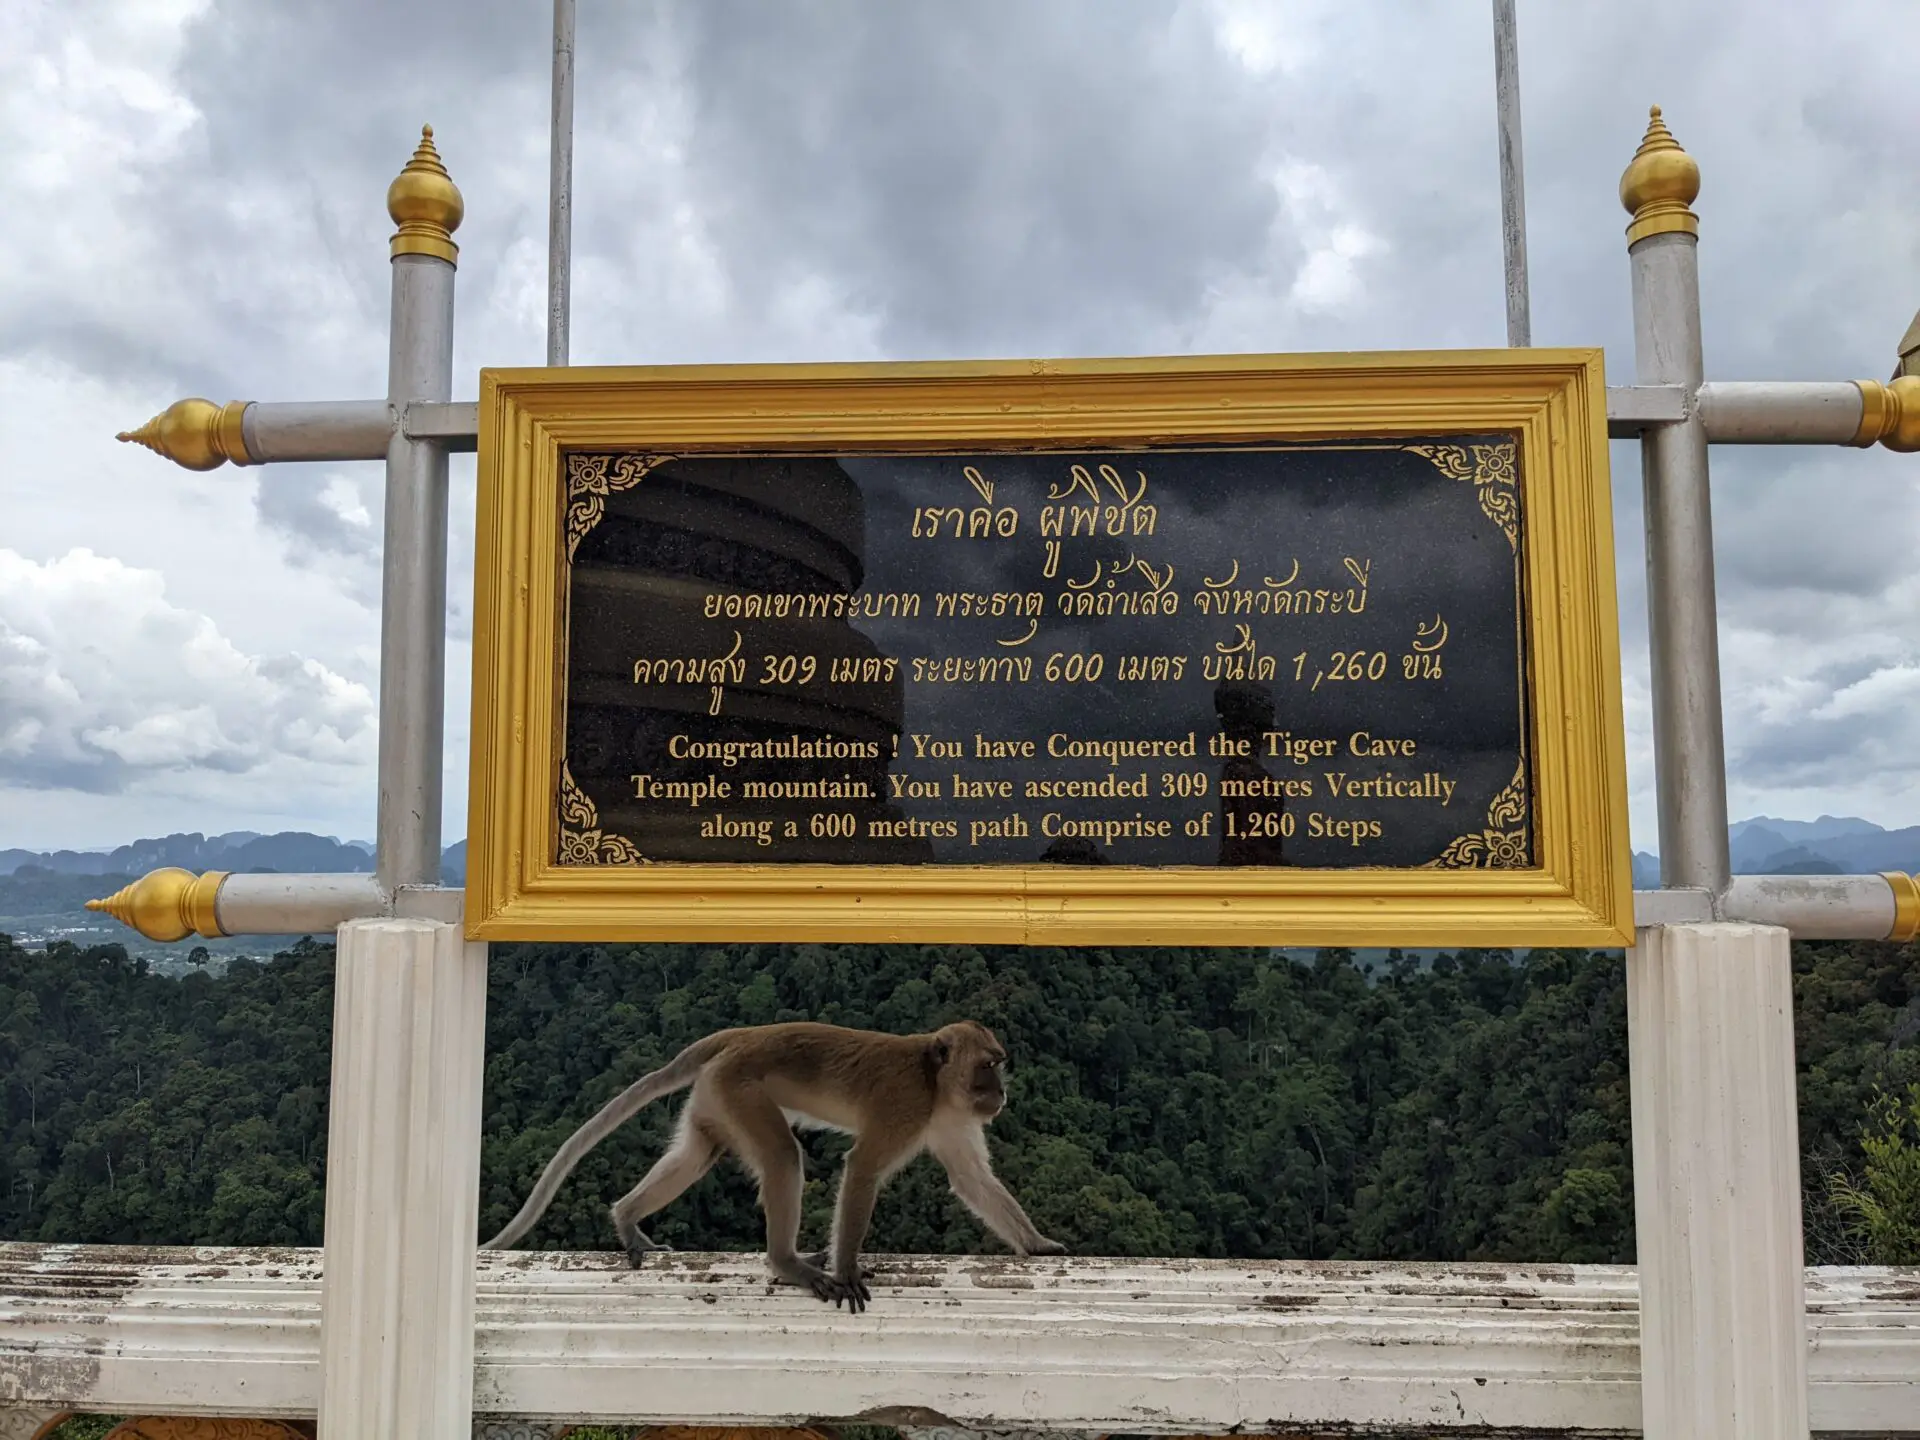 เราคือ ผู้พิชิต
ยอดเขาพระบาท พระธาตุ วัดถ้ำเสือ จังหวัดกระบี่
ความสูง 309 เมตร ระยะทาง 600 เมตร บันได 1,260 ขั้น
Congratulations ! You have Conquered the Tiger Cave
Temple mountain. You have ascended 309 metres Vertically
along a 600 metres path Comprise of 1,260 Steps